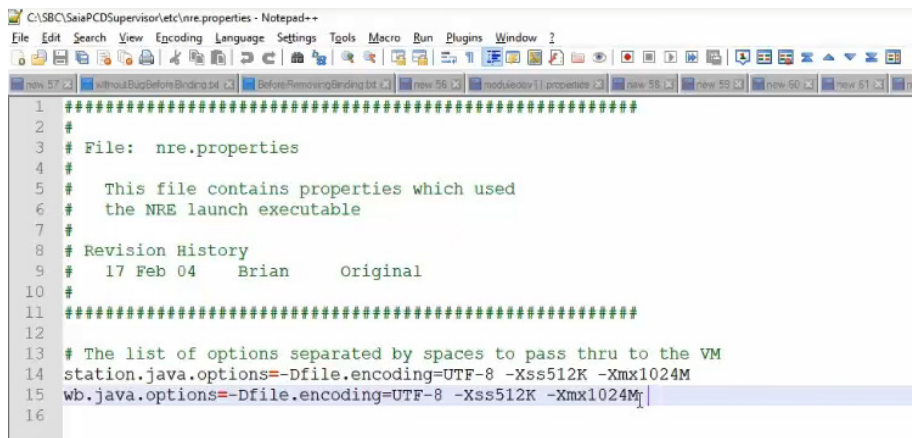 C:\SBC\SaiaPCDSupervisor\etc\nre.properties - Notepad++
File Edit Search View Encoding Language Settings Tools Macro Run Plugins Window ?
new 57 withoutBugBeforeBinding.txt BeforeRemovingBinding.txt new 56 new 58 new 59 new 60 new 61
1 ########################################################
2 #
3 # File: nre.properties
4 #
5 # This file contains properties which used
6 # the NRE launch executable
7 #
8 # Revision History
9 # 17 Feb 04 Brian Original
10 #
11 ########################################################
12
13 # The list of options separated by spaces to pass thru to the VM
14 station.java.options=-Dfile.encoding=UTF-8 -Xss512K -Xmx1024M
15 wb.java.options=-Dfile.encoding=UTF-8 -Xss512K -Xmx1024M
16